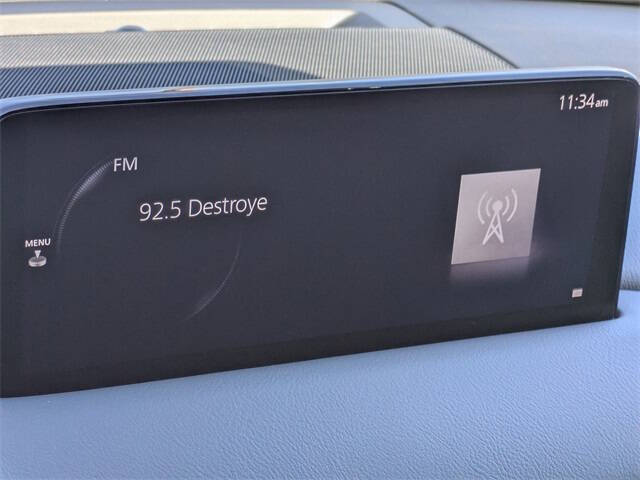 11:34am
FM
92.5 Destroye
MENU